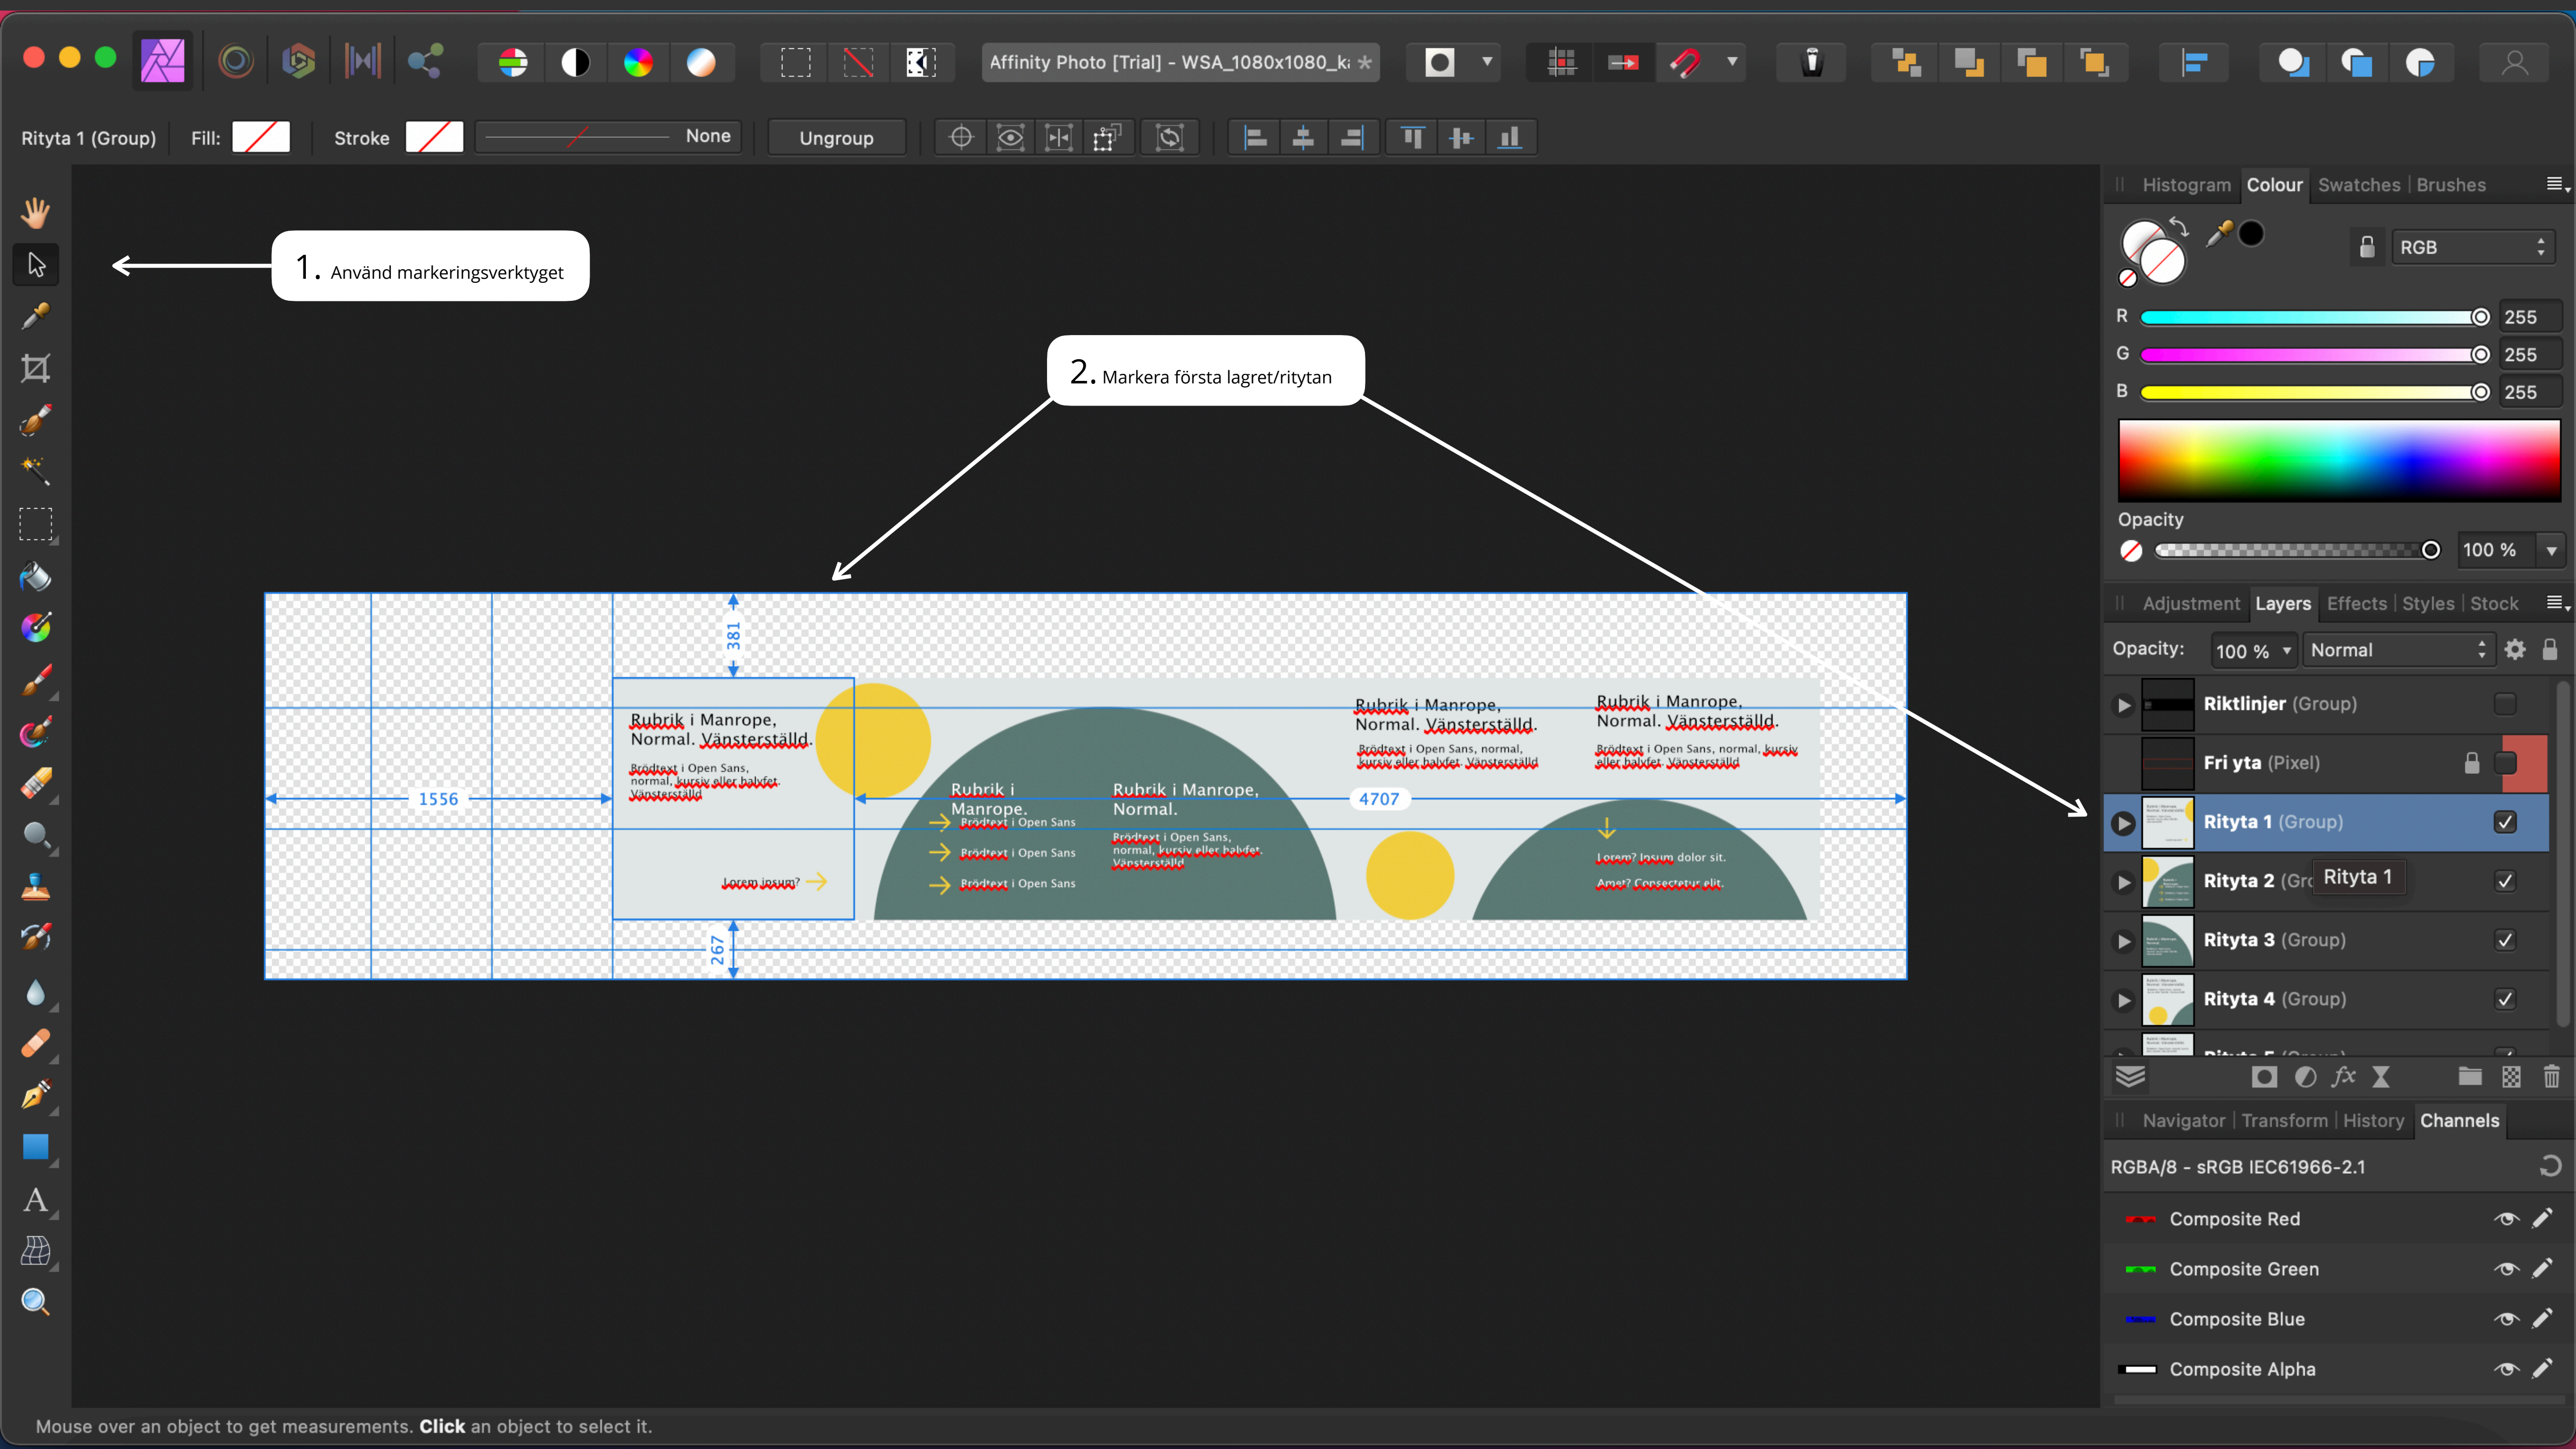 Affinity Photo [Trial] - WSA_1080x1080_k
Rityta 1 (Group)
Fill:
Stroke
None
Ungroup
1. Använd markeringsverktyget
2. Markera första lagret/ritytan
381
1556
4707
267
Rubrik i Manrope,
Normal. Vänsterställd.
Brödtext i Open Sans,
normal, kursiv eller halvfet.
Vänsterställd
Lorem ipsum?
Rubrik i
Manrope.
Brödtext i Open Sans
Brödtext i Open Sans
Brödtext i Open Sans
Rubrik i Manrope,
Normal.
Brödtext i Open Sans,
normal, kursiv eller halvfet.
Vänsterställd
Rubrik i Manrope,
Normal. Vänsterställd.
Brödtext i Open Sans, normal,
kursiv eller halvfet. Vänsterställd
Rubrik i Manrope,
Normal. Vänsterställd.
Brödtext i Open Sans, normal, kursiv
eller halvfet. Vänsterställd
Lorem? Ipsum dolor sit.
Amet? Consectetur elit.
Histogram
Colour
Swatches
Brushes
RGB
R
255
G
255
B
255
Opacity
100 %
Adjustment
Layers
Effects
Styles
Stock
Opacity:
100 %
Normal
Riktlinjer (Group)
Fri yta (Pixel)
Rityta 1 (Group)
Rityta 2 (Gro
Rityta 1
Rityta 3 (Group)
Rityta 4 (Group)
fx
Navigator
Transform
History
Channels
RGBA/8 - sRGB IEC61966-2.1
Composite Red
Composite Green
Composite Blue
Composite Alpha
A
Mouse over an object to get measurements. Click an object to select it.